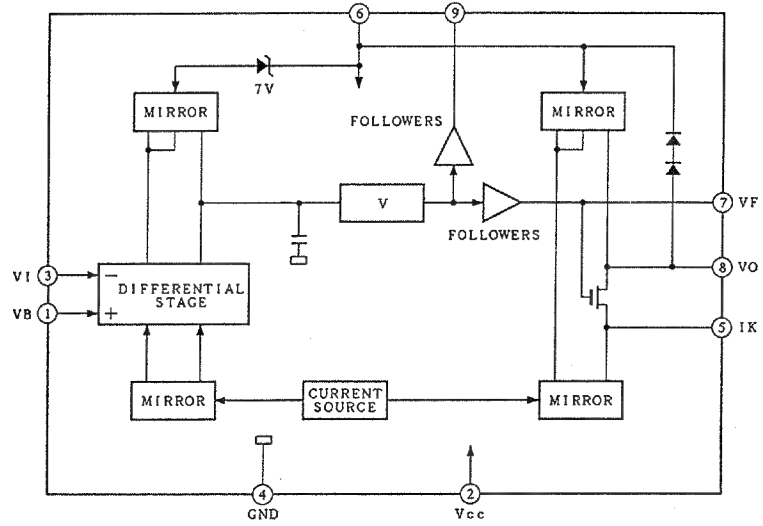 6
9
7V
MIRROR
MIRROR
FOLLOWERS
V
FOLLOWERS
7 VF
VI 3
−
DIFFERENTIAL
STAGE
8 VO
VB 1
+
5 IK
MIRROR
CURRENT
SOURCE
MIRROR
4
GND
2
Vcc